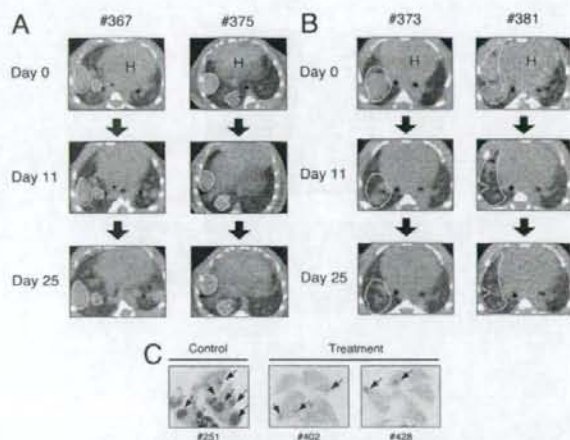 A #367 #375
B #373 #381
Day 0 H H
Day 0 H H
Day 11
Day 11
Day 25
Day 25
C Control Treatment
#251 #402 #428